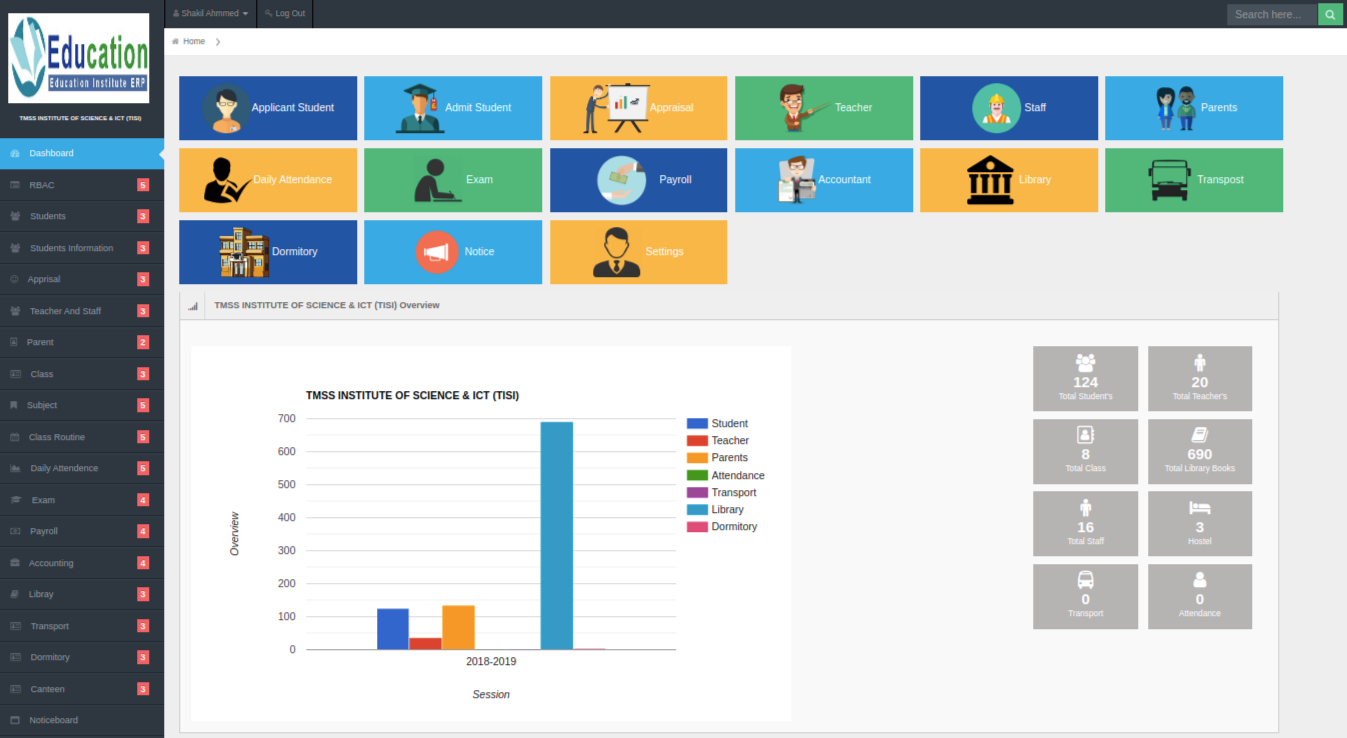 Education
Education Institute ERP
TMSS INSTITUTE OF SCIENCE & ICT (TISI)
Dashboard
RBAC 5
Students 3
Students Information 3
Apprisal 3
Teacher And Staff 3
Parent 2
Class 3
Subject 5
Class Routine 5
Daily Attendence 5
Exam 4
Payroll 4
Accounting 4
Libray 3
Transport 3
Dormitory 3
Canteen 3
Noticeboard
Shakil Ahmmed Log Out Search here...
Home
Applicant Student Admit Student Appraisal Teacher Staff Parents
Daily Attendance Exam Payroll Accountant Library Transpost
Dormitory Notice Settings
TMSS INSTITUTE OF SCIENCE & ICT (TISI) Overview
TMSS INSTITUTE OF SCIENCE & ICT (TISI)
700
600
500
400
300
200
100
0
Overview
2018-2019
Session
Student
Teacher
Parents
Attendance
Transport
Library
Dormitory
124
Total Student's
20
Total Teacher's
8
Total Class
690
Total Library Books
16
Total Staff
3
Hostel
0
Transport
0
Attendance